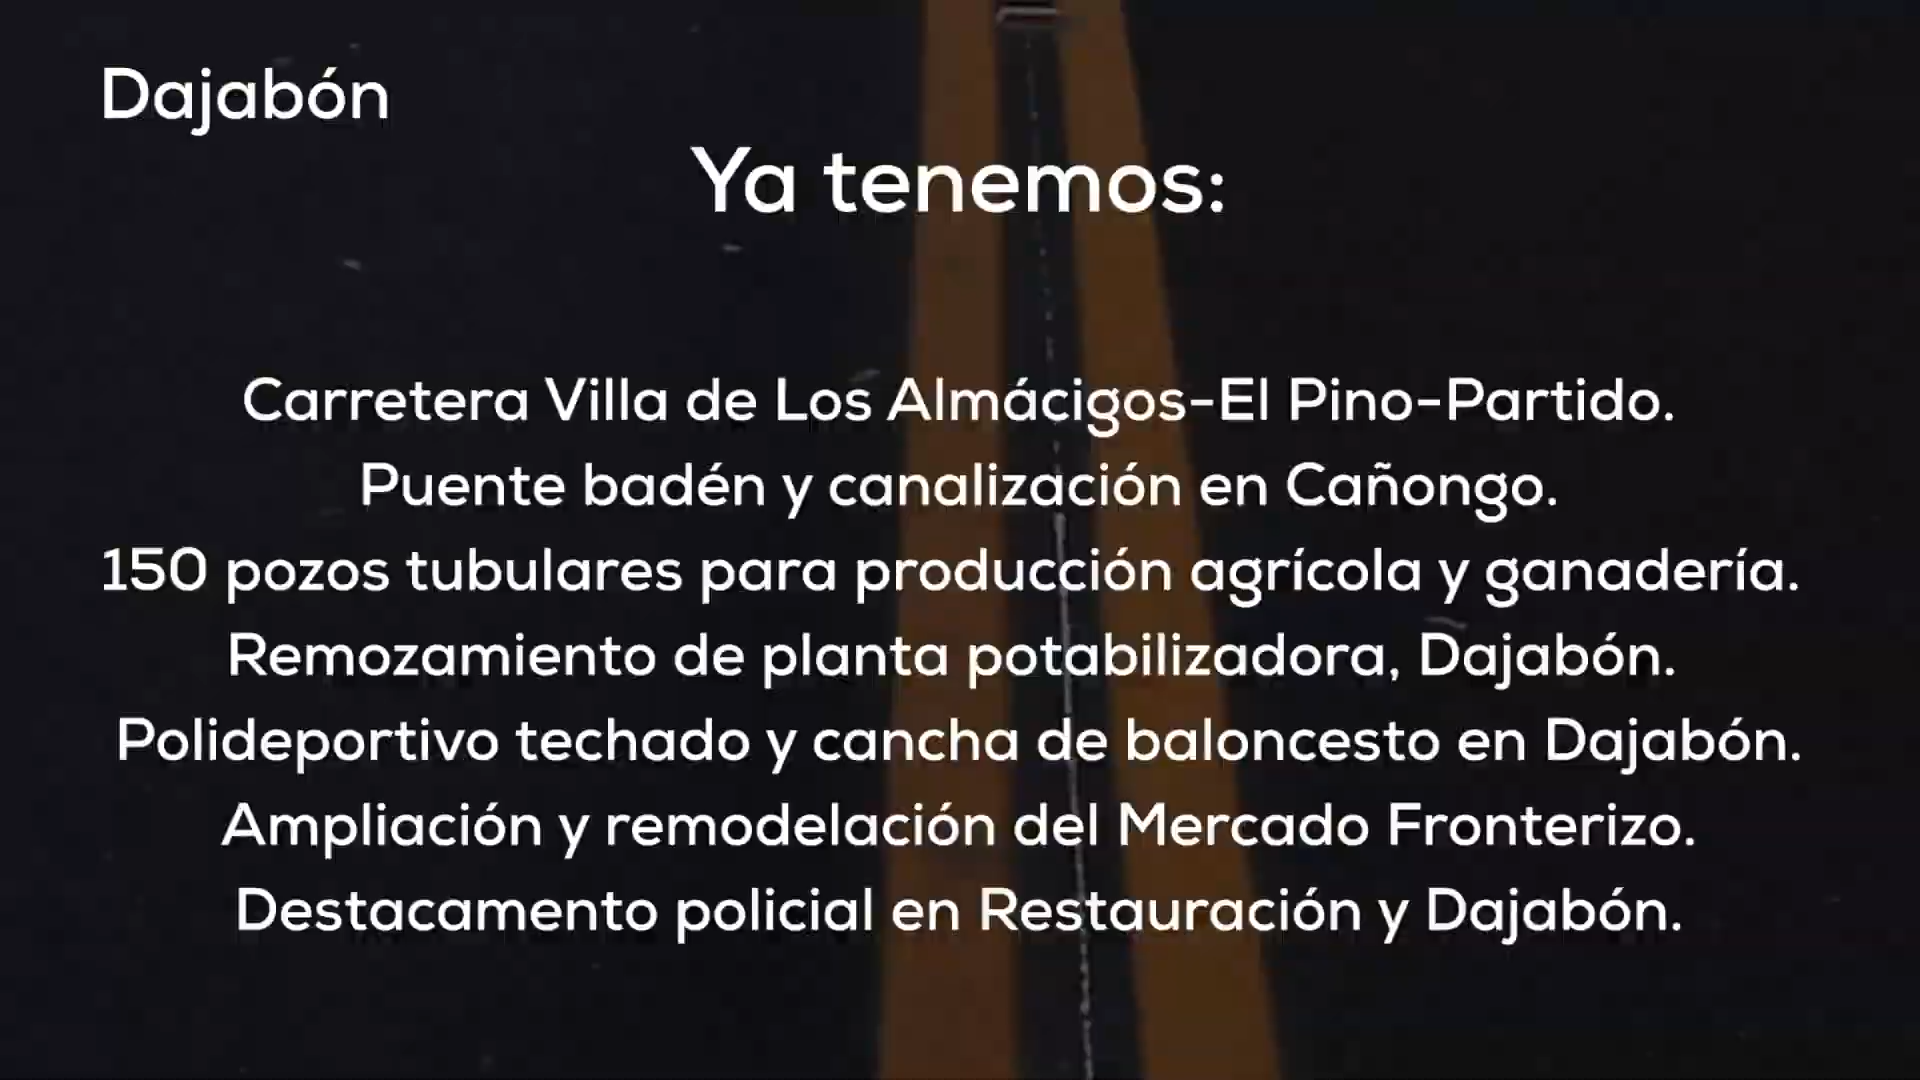 Dajabón
Ya tenemos:
Carretera Villa de Los Almácigos-El Pino-Partido.
Puente badén y canalización en Cañongo.
150 pozos tubulares para producción agrícola y ganadería.
Remozamiento de planta potabilizadora, Dajabón.
Polideportivo techado y cancha de baloncesto en Dajabón.
Ampliación y remodelación del Mercado Fronterizo.
Destacamento policial en Restauración y Dajabón.